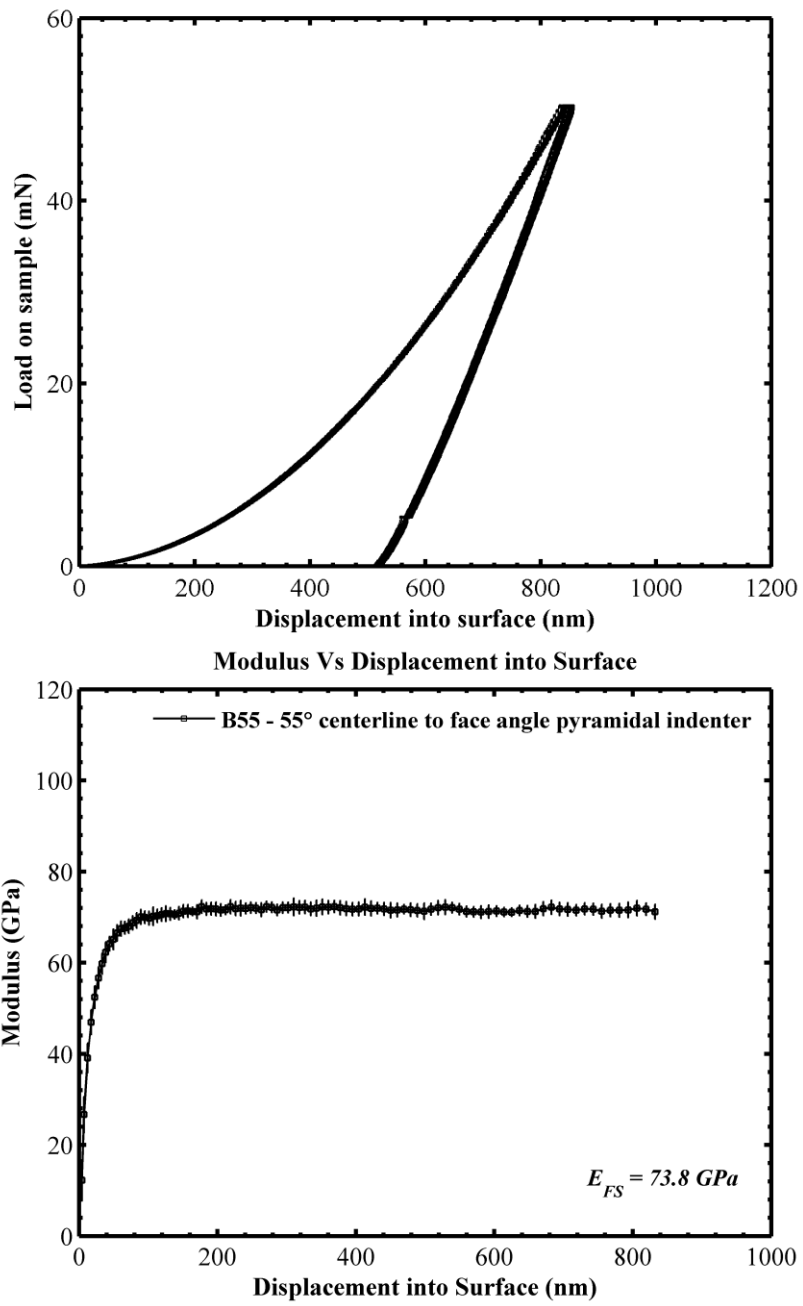 60
40
20
0
Load on sample (mN)
0 200 400 600 800 1000 1200
Displacement into surface (nm)
Modulus Vs Displacement into Surface
120
B55 - 55° centerline to face angle pyramidal indenter
100
80
60
40
20
0
Modulus (GPa)
E_FS = 73.8 GPa
0 200 400 600 800 1000
Displacement into Surface (nm)